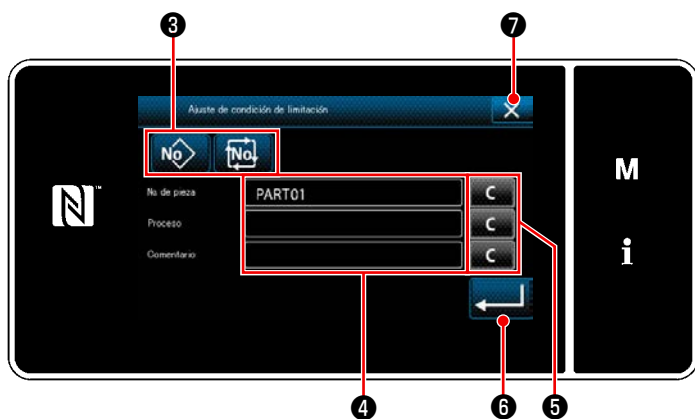 ❸ ❼
Ajuste de condición de limitación
No No.
M
No. de pieza PART01 C
Proceso C
Comentario C
i
N
❹ ❻ ❺